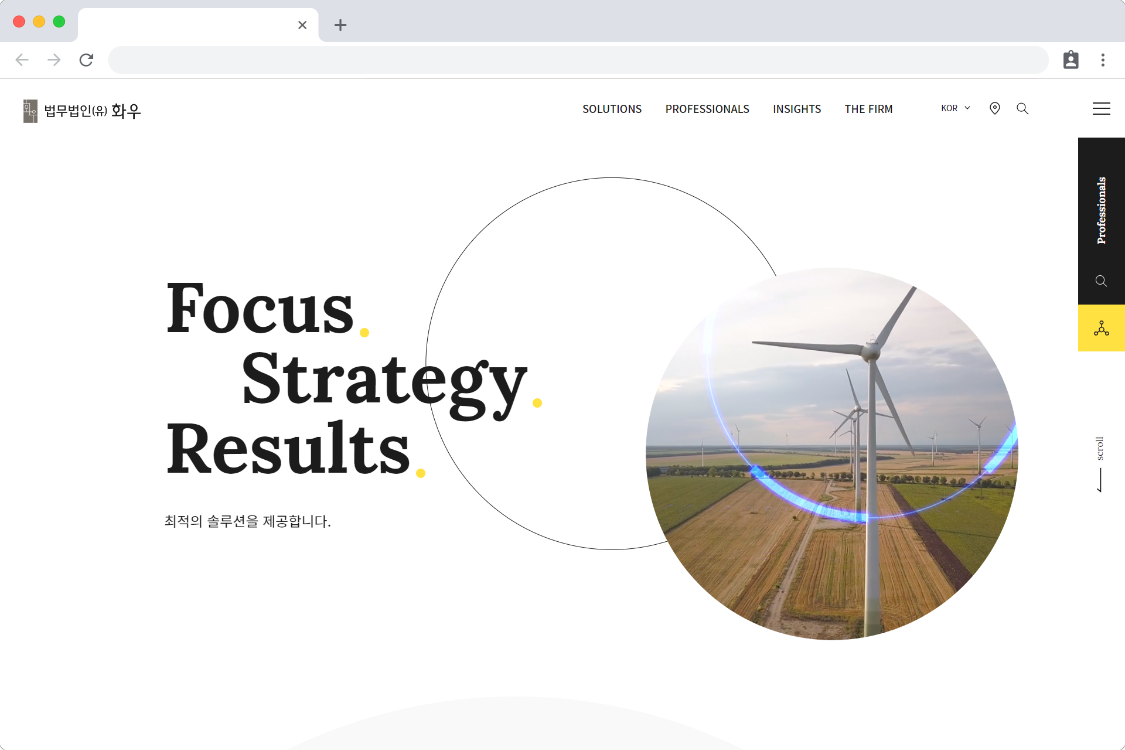 법무법인(유) 화우
SOLUTIONS PROFESSIONALS INSIGHTS THE FIRM KOR
Professionals
Focus.
Strategy.
Results.
최적의 솔루션을 제공합니다.
scroll